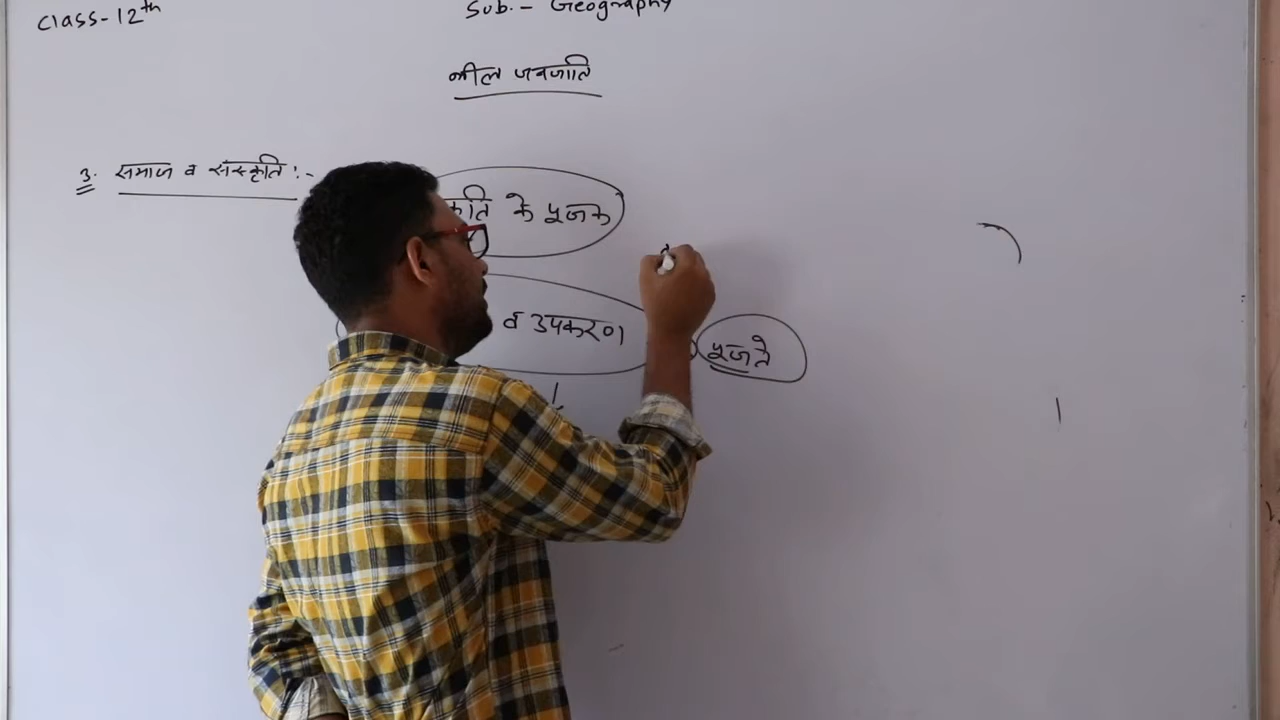 Class-12th
Sub.- Geography
भील जनजाति
3. समाज व संस्कृति :-
कृति के पूजक
व उपकरण
पूजते